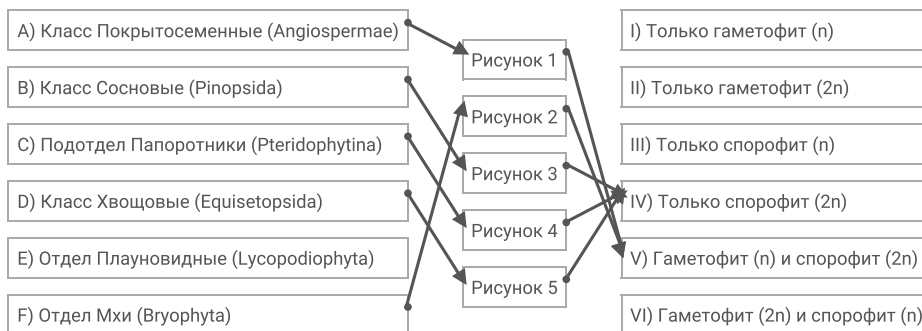 A) Класс Покрытосеменные (Angiospermae)
B) Класс Сосновые (Pinopsida)
C) Подотдел Папоротники (Pteridophytina)
D) Класс Хвощовые (Equisetopsida)
E) Отдел Плауновидные (Lycopodiophyta)
F) Отдел Мхи (Bryophyta)
Рисунок 1
Рисунок 2
Рисунок 3
Рисунок 4
Рисунок 5
I) Только гаметофит (n)
II) Только гаметофит (2n)
III) Только спорофит (n)
IV) Только спорофит (2n)
V) Гаметофит (n) и спорофит (2n)
VI) Гаметофит (2n) и спорофит (n)